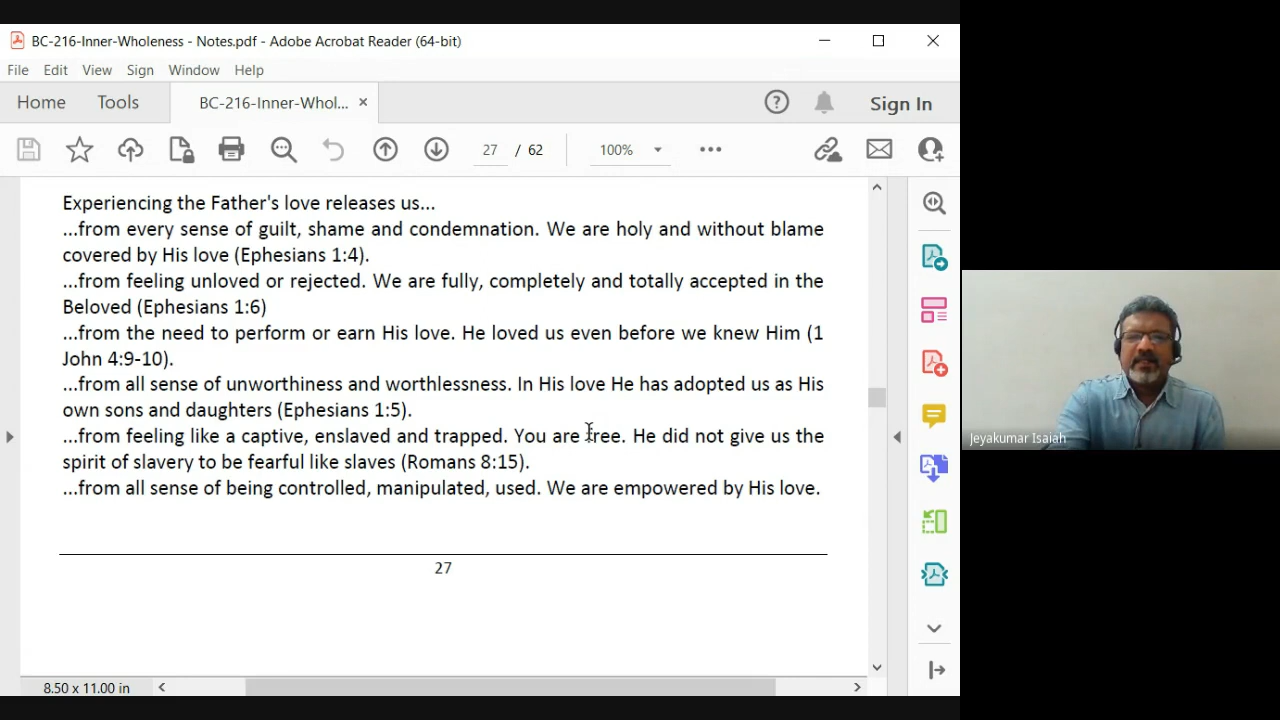 BC-216-Inner-Wholeness - Notes.pdf - Adobe Acrobat Reader (64-bit)
File Edit View Sign Window Help
Home Tools BC-216-Inner-Whol... × Sign In
27 / 62 100%
Experiencing the Father's love releases us...
...from every sense of guilt, shame and condemnation. We are holy and without blame
covered by His love (Ephesians 1:4).
...from feeling unloved or rejected. We are fully, completely and totally accepted in the
Beloved (Ephesians 1:6)
...from the need to perform or earn His love. He loved us even before we knew Him (1
John 4:9-10).
...from all sense of unworthiness and worthlessness. In His love He has adopted us as His
own sons and daughters (Ephesians 1:5).
...from feeling like a captive, enslaved and trapped. You are free. He did not give us the
spirit of slavery to be fearful like slaves (Romans 8:15).
...from all sense of being controlled, manipulated, used. We are empowered by His love.
27
8.50 x 11.00 in
Jeyakumar Isaiah